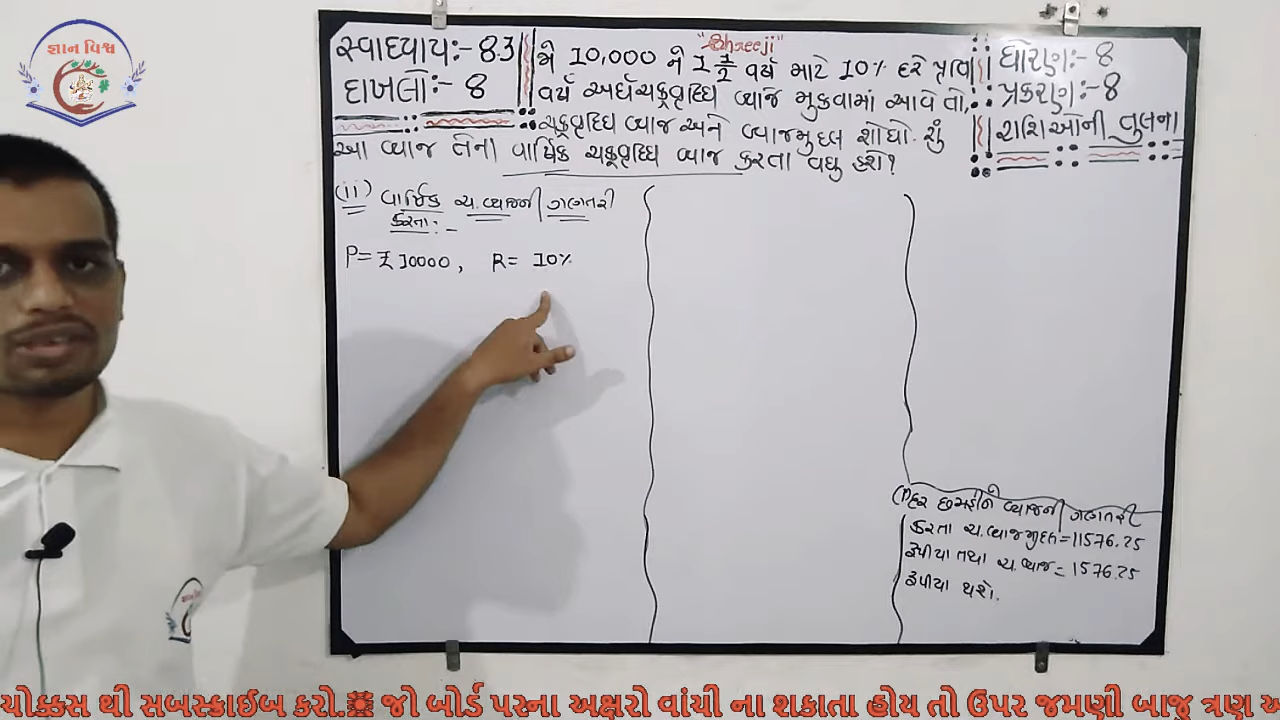 જ્ઞાન વિશ્વ
સ્વાધ્યાય:- 8.3
દાખલો:- 8
"Shreeji"
જો 10,000 ને 1 1/2 વર્ષ માટે 10% દરે પ્રતિ
વર્ષ અર્ધચક્રવૃધ્ધિ વ્યાજે મુકવામાં આવે તો,
ચક્રવૃધ્ધિ વ્યાજ અને વ્યાજમુદ્દલ શોધો. શું
આ વ્યાજ તેના વાર્ષિક ચક્રવૃધ્ધિ વ્યાજ કરતા વધુ હશે?
ધોરણ:- 8
પ્રકરણ:- 8
રાશિઓની તુલના
(ii) વાર્ષિક ચ.વ્યાજની ગણતરી
કરતા:-
P= ₹ 10000, R= 10%
(i) દર છમાહીને વ્યાજની ગણતરી
કરતા ચ.વ્યાજમુદ્દલ = 11576.25
રૂપીયા તથા ચ.વ્યાજ = 1576.25
રૂપીયા થશે.
ચોક્કસ થી સબસ્ક્રાઈબ કરો. જો બોર્ડ પરના અક્ષરો વાંચી ના શકાતા હોય તો ઉપર જમણી બાજુ ત્રણ